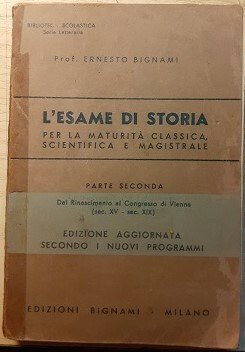 BIBLIOTEC. SCOLASTICA
Serie Letteraria
Prof. ERNESTO BIGNAMI
L'ESAME DI STORIA
PER LA MATURITÀ CLASSICA,
SCIENTIFICA E MAGISTRALE
PARTE SECONDA
Dal Rinascimento al Congresso di Vienna
(sec. XV - sec. XIX)
EDIZIONE AGGIORNATA
SECONDO I NUOVI PROGRAMMI
EDIZIONI BIGNAMI - MILANO